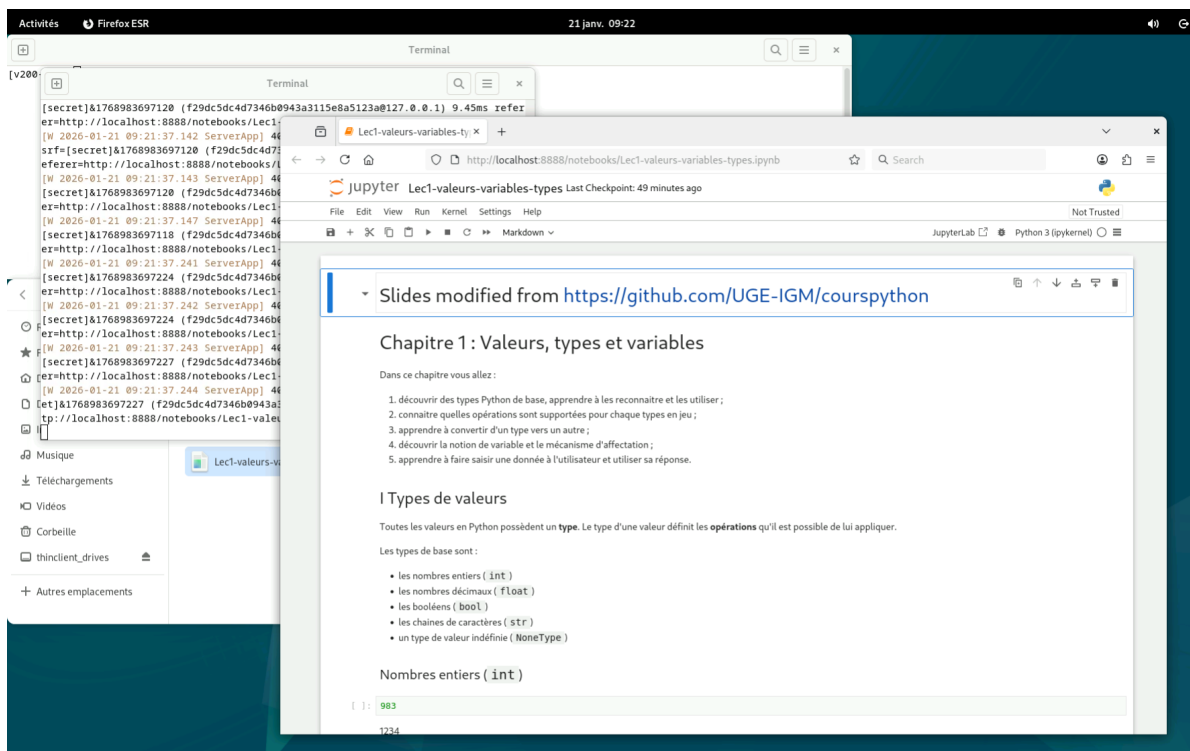 Activités Firefox ESR 21 janv. 09:22
Terminal
[v200-
Terminal
[secret]&1768983697120 (f29dc5dc4d7346b0943a3115e8a5123a@127.0.0.1) 9.45ms refer
er=http://localhost:8888/notebooks/Lec1-
[W 2026-01-21 09:21:37.142 ServerApp] 40
srf=[secret]&1768983697120 (f29dc5dc4d73
eferer=http://localhost:8888/notebooks/L
[W 2026-01-21 09:21:37.143 ServerApp] 40
[secret]&1768983697120 (f29dc5dc4d7346b0
er=http://localhost:8888/notebooks/Lec1-
[W 2026-01-21 09:21:37.147 ServerApp] 40
[secret]&1768983697118 (f29dc5dc4d7346b0
er=http://localhost:8888/notebooks/Lec1-
[W 2026-01-21 09:21:37.241 ServerApp] 40
[secret]&1768983697224 (f29dc5dc4d7346b0
er=http://localhost:8888/notebooks/Lec1-
[W 2026-01-21 09:21:37.242 ServerApp] 40
[secret]&1768983697224 (f29dc5dc4d7346b0
er=http://localhost:8888/notebooks/Lec1-
[W 2026-01-21 09:21:37.243 ServerApp] 40
[secret]&1768983697227 (f29dc5dc4d7346b0
er=http://localhost:8888/notebooks/Lec1-
[W 2026-01-21 09:21:37.244 ServerApp] 40
et]&1768983697227 (f29dc5dc4d7346b0943a3
tp://localhost:8888/notebooks/Lec1-valeu
Musique
Téléchargements
Vidéos
Corbeille
thinclient_drives
Autres emplacements
Lec1-valeurs-va
Lec1-valeurs-variables-ty
http://localhost:8888/notebooks/Lec1-valeurs-variables-types.ipynb Search
jupyter Lec1-valeurs-variables-types Last Checkpoint: 49 minutes ago
File Edit View Run Kernel Settings Help Not Trusted
Markdown JupyterLab Python 3 (ipykernel)
Slides modified from https://github.com/UGE-IGM/courspython
Chapitre 1 : Valeurs, types et variables
Dans ce chapitre vous allez :
1. découvrir des types Python de base, apprendre à les reconnaitre et les utiliser ;
2. connaitre quelles opérations sont supportées pour chaque types en jeu ;
3. apprendre à convertir d'un type vers un autre ;
4. découvrir la notion de variable et le mécanisme d'affectation ;
5. apprendre à faire saisir une donnée à l'utilisateur et utiliser sa réponse.
I Types de valeurs
Toutes les valeurs en Python possèdent un type. Le type d'une valeur définit les opérations qu'il est possible de lui appliquer.
Les types de base sont :
• les nombres entiers ( int )
• les nombres décimaux ( float )
• les booléens ( bool )
• les chaines de caractères ( str )
• un type de valeur indéfinie ( NoneType )
Nombres entiers ( int )
[ ]: 983
1234